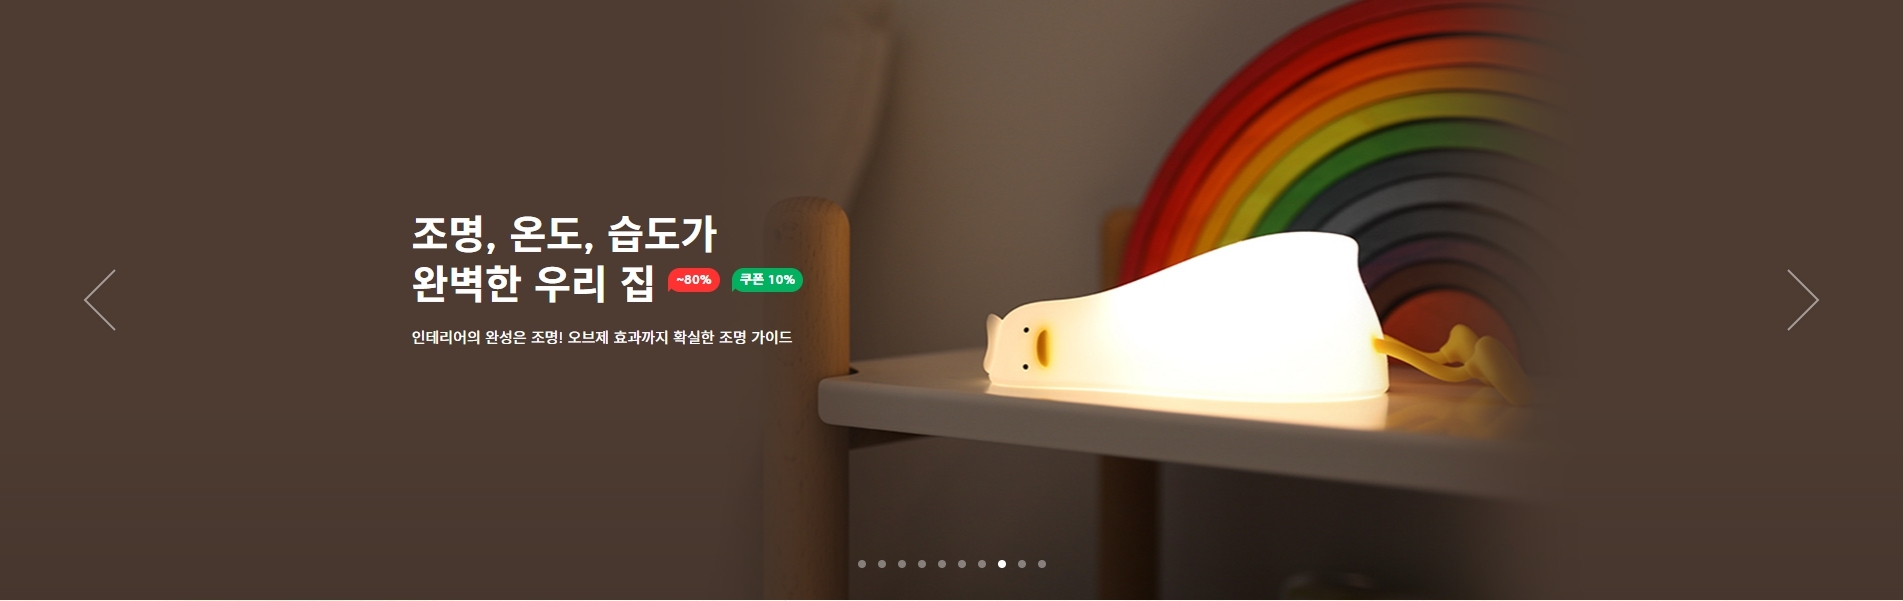 조명, 온도, 습도가
완벽한 우리 집 ~80% 쿠폰 10%
인테리어의 완성은 조명! 오브제 효과까지 확실한 조명 가이드